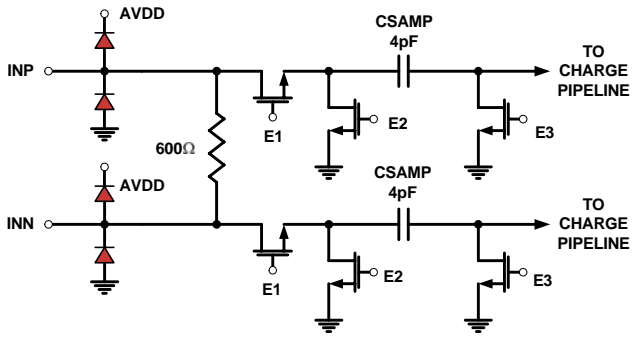 AVDD
CSAMP
4pF
TO
CHARGE
PIPELINE
INP
E1
E2
E3
600Ω
AVDD
CSAMP
4pF
TO
CHARGE
PIPELINE
INN
E1
E2
E3